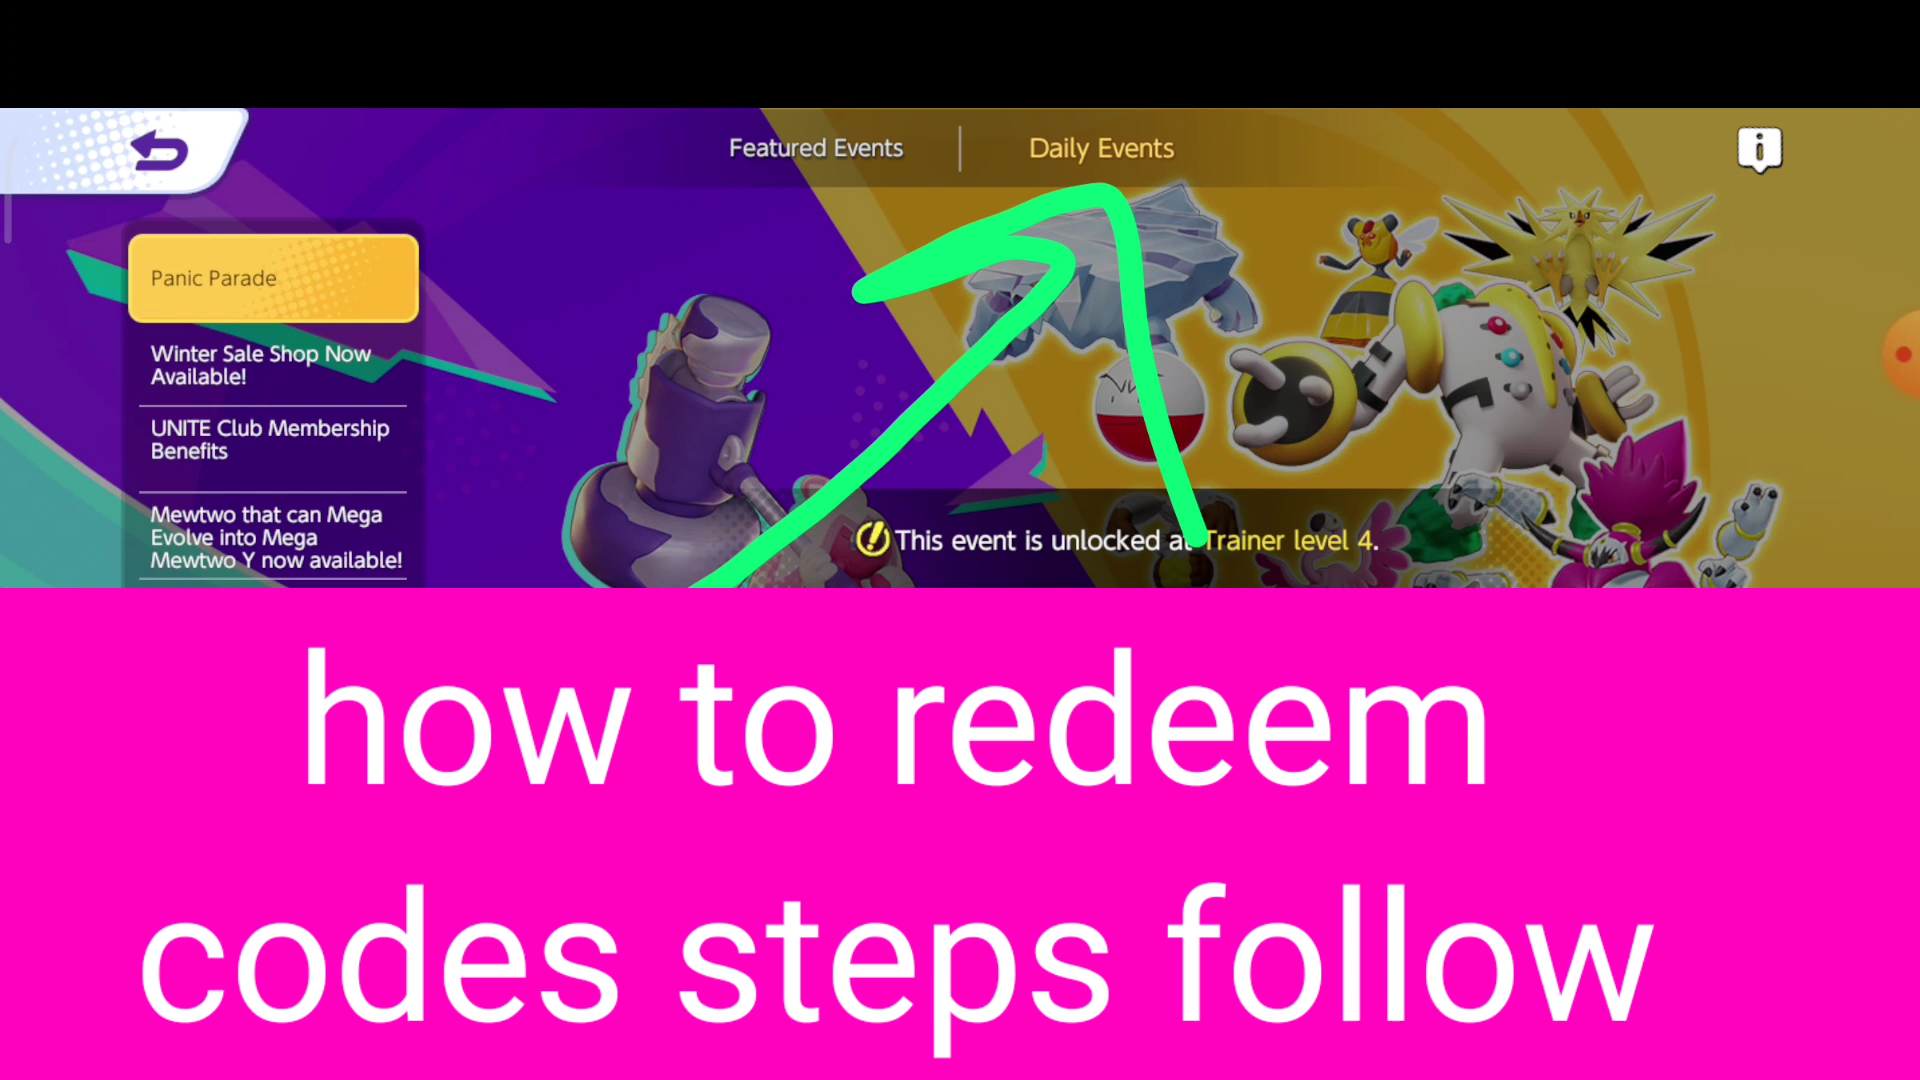 Featured Events
Daily Events
Panic Parade
Winter Sale Shop Now
Available!
UNITE Club Membership
Benefits
Mewtwo that can Mega
Evolve into Mega
Mewtwo Y now available!
This event is unlocked at Trainer level 4.
how to redeem
codes steps follow